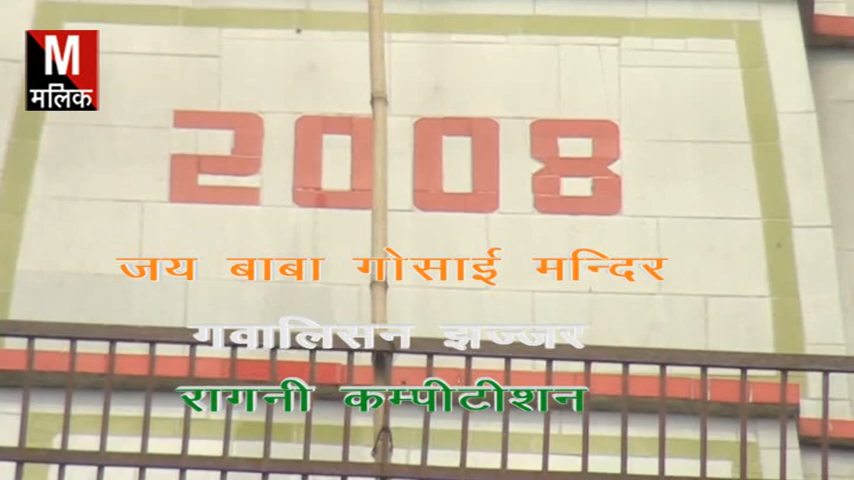 M
मलिक
2008
जय बाबा गोसाई मन्दिर
गवालिसन झज्जर
रागनी कम्पीटीशन